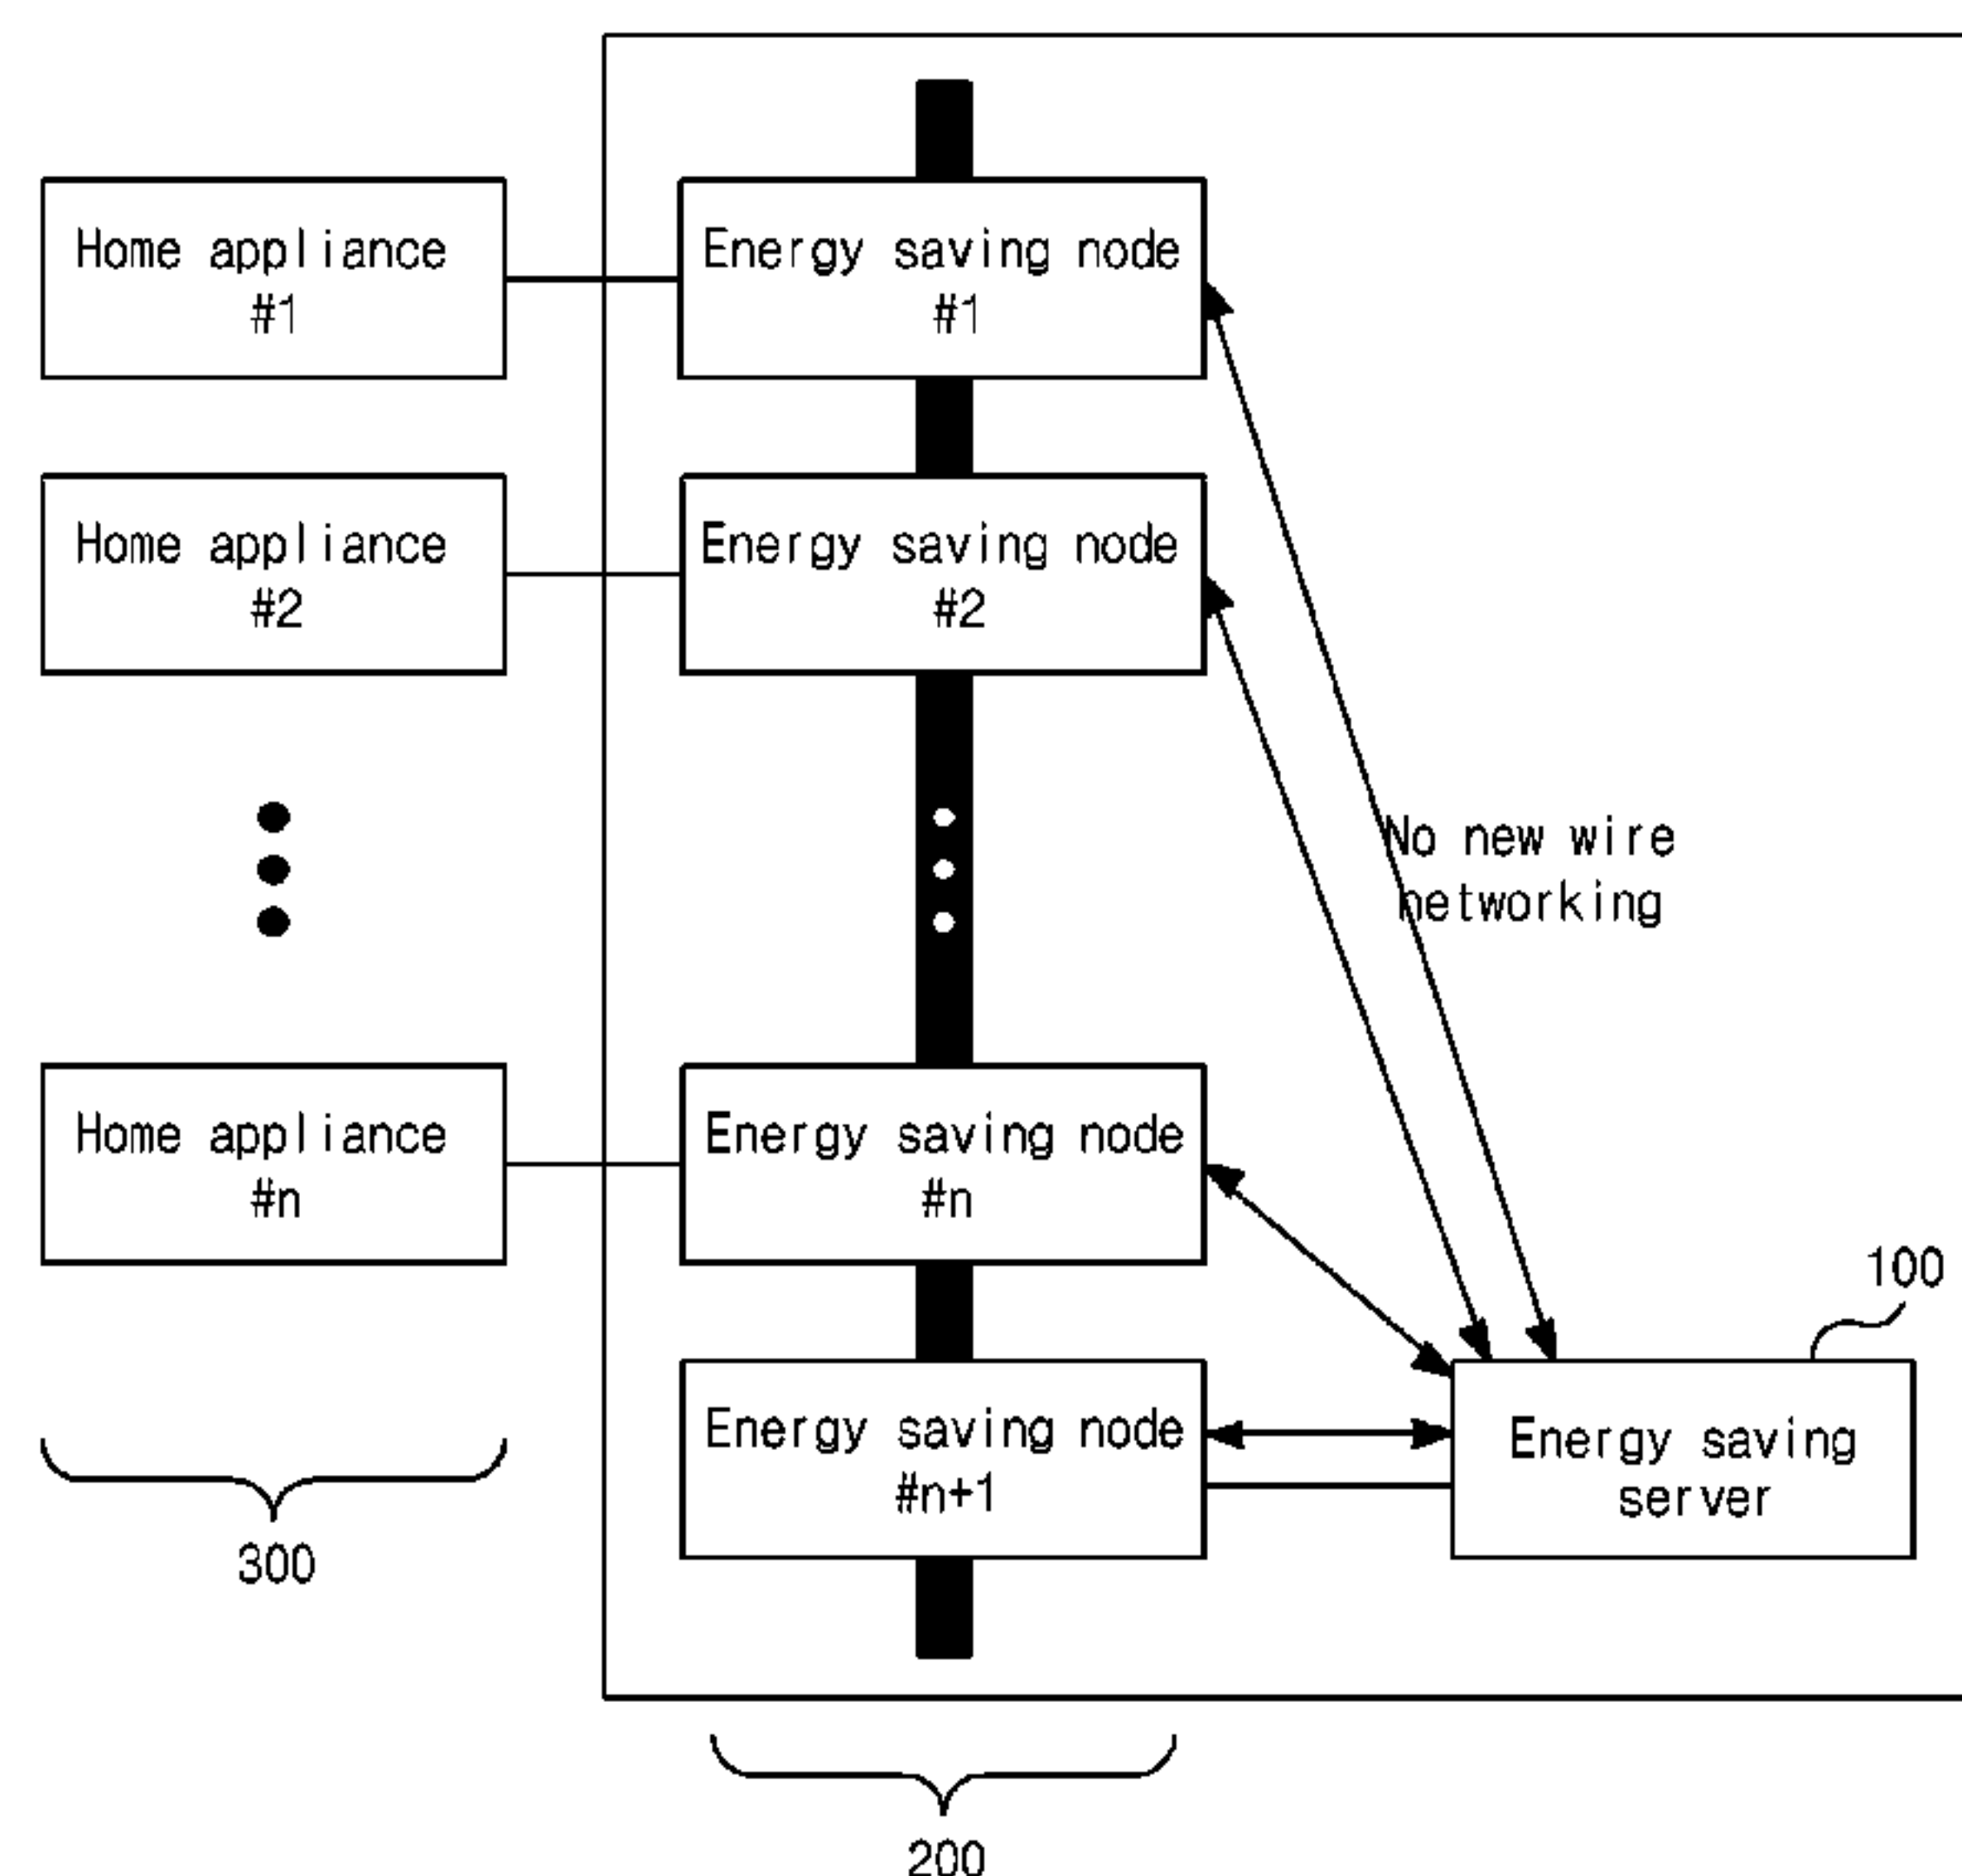 Home appliance
#1
Energy saving node
#1
Home appliance
#2
Energy saving node
#2
No new wire
networking
Home appliance
#n
Energy saving node
#n
100
Energy saving node
#n+1
Energy saving
server
300
200